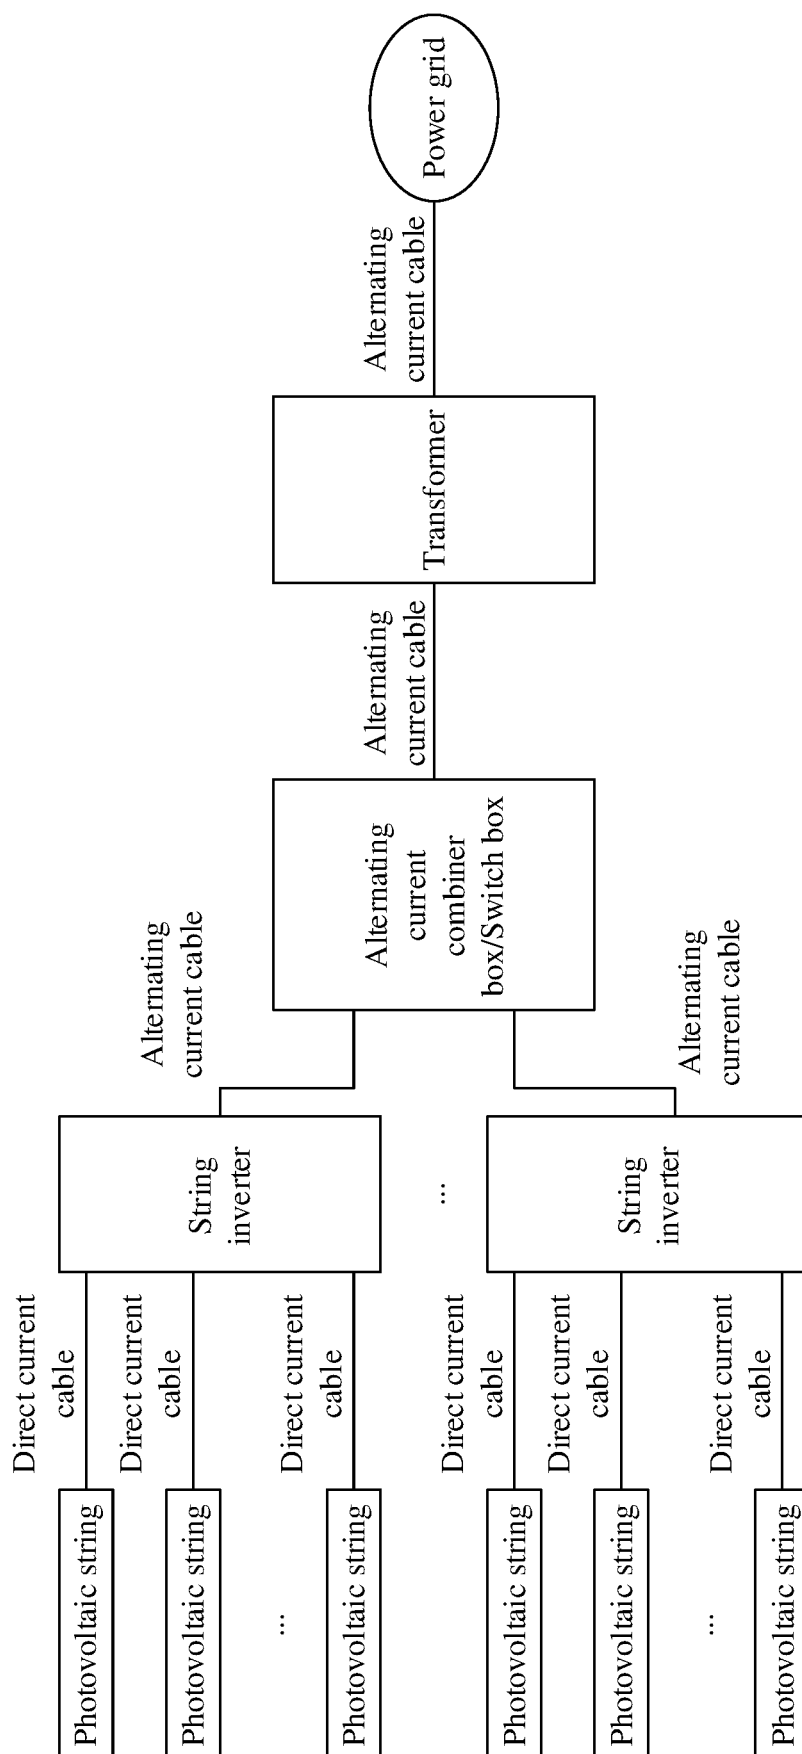 Photovoltaic string
Direct current
cable
Photovoltaic string
Direct current
cable
...
Photovoltaic string
Direct current
cable
String
inverter
Alternating
current cable
...
Photovoltaic string
Direct current
cable
Photovoltaic string
Direct current
cable
...
Photovoltaic string
Direct current
cable
String
inverter
Alternating
current cable
Alternating
current
combiner
box/Switch box
Alternating
current cable
Transformer
Alternating
current cable
Power grid